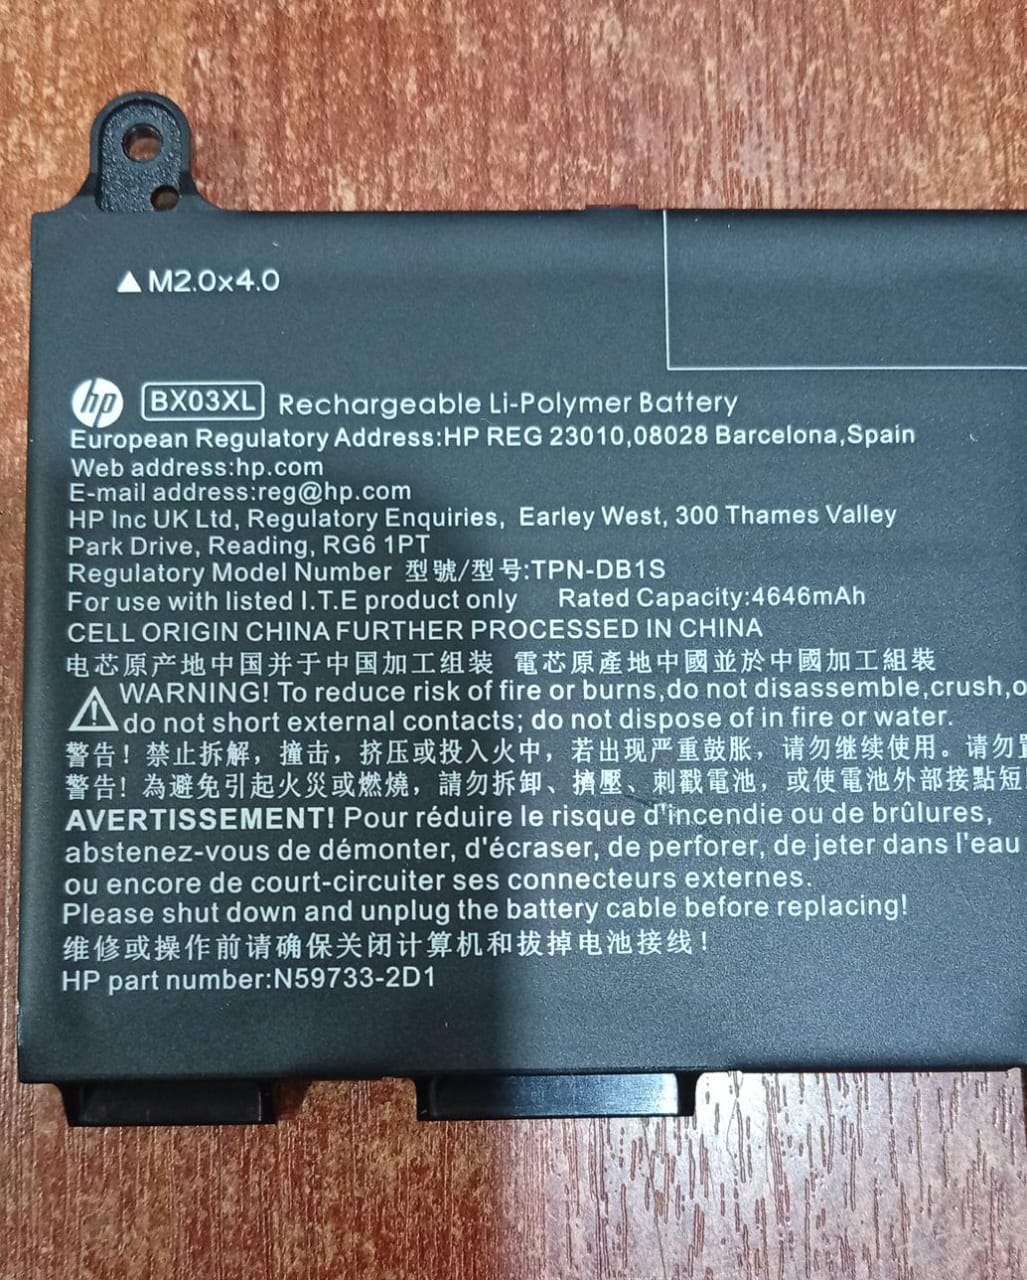 ▲ M2.0x4.0
hp BX03XL Rechargeable Li-Polymer Battery
European Regulatory Address:HP REG 23010,08028 Barcelona,Spain
Web address:hp.com
E-mail address:reg@hp.com
HP Inc UK Ltd, Regulatory Enquiries, Earley West, 300 Thames Valley
Park Drive, Reading, RG6 1PT
Regulatory Model Number 型號/型号:TPN-DB1S
For use with listed I.T.E product only Rated Capacity:4646mAh
CELL ORIGIN CHINA FURTHER PROCESSED IN CHINA
电芯原产地中国并于中国加工组装 電芯原產地中國並於中國加工組裝
WARNING! To reduce risk of fire or burns,do not disassemble,crush,
do not short external contacts; do not dispose of in fire or water.
警告！禁止拆解，撞击，挤压或投入火中，若出现严重鼓胀，请勿继续使用。请勿
警告！為避免引起火災或燃燒，請勿拆卸、擠壓、刺戳電池，或使電池外部接點短
AVERTISSEMENT! Pour réduire le risque d'incendie ou de brûlures,
abstenez-vous de démonter, d'écraser, de perforer, de jeter dans l'eau
ou encore de court-circuiter ses connecteurs externes.
Please shut down and unplug the battery cable before replacing!
维修或操作前请确保关闭计算机和拔掉电池接线！
HP part number:N59733-2D1